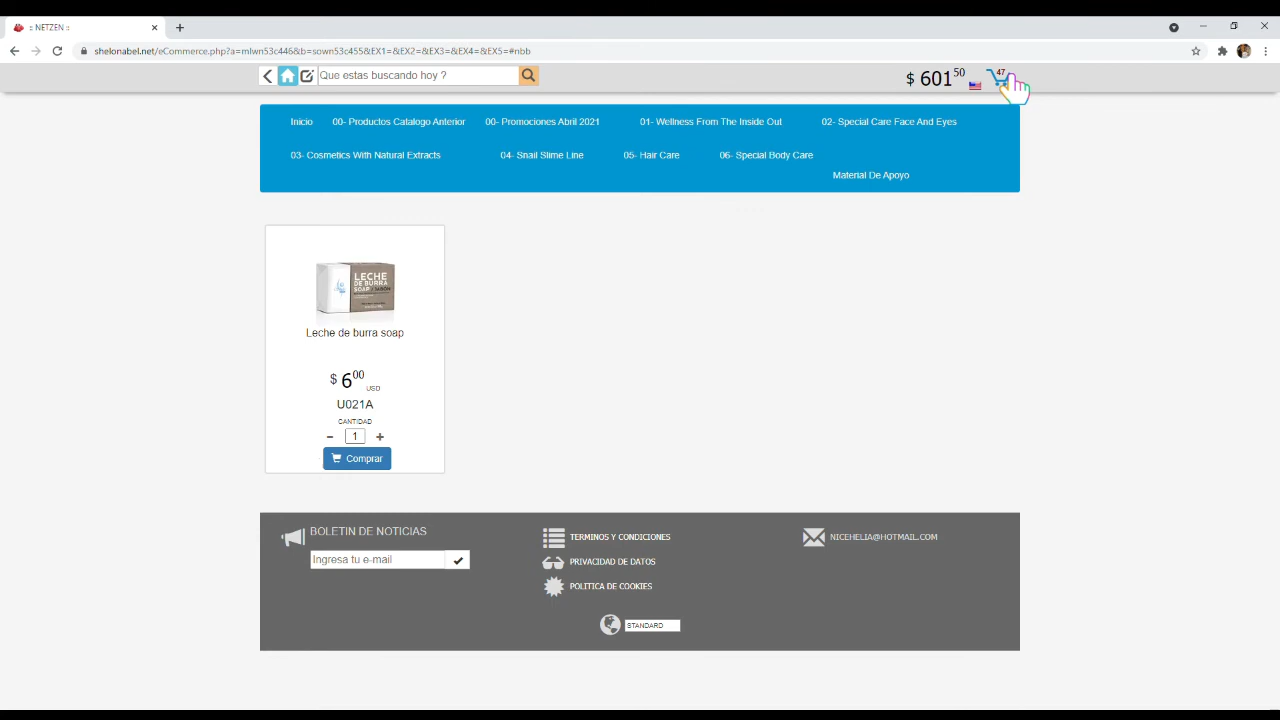 :: NETZEN ::
shelonabel.net/eCommerce.php?a=mlwn53c446&b=sown53c455&EX1=&EX2=&EX3=&EX4=&EX5=#nbb
Que estas buscando hoy ?
$ 601 50
47
Inicio
00- Productos Catalogo Anterior
00- Promociones Abril 2021
01- Wellness From The Inside Out
02- Special Care Face And Eyes
03- Cosmetics With Natural Extracts
04- Snail Slime Line
05- Hair Care
06- Special Body Care
Material De Apoyo
LECHE
DE BURRA
SOAP / JABÓN
Leche de burra soap
$ 6 00
USD
U021A
CANTIDAD
- 1 +
Comprar
BOLETIN DE NOTICIAS
Ingresa tu e-mail
TERMINOS Y CONDICIONES
PRIVACIDAD DE DATOS
POLITICA DE COOKIES
NICEHELIA@HOTMAIL.COM
STANDARD